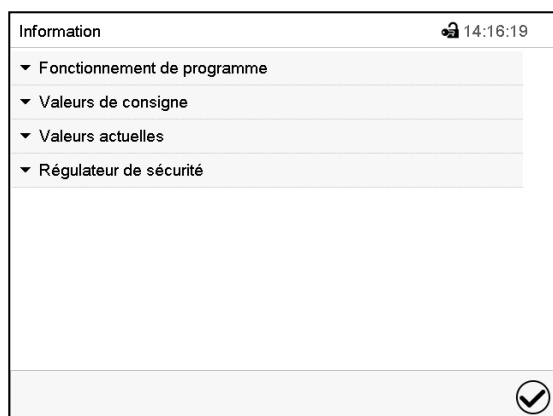 Information 14:16:19
Fonctionnement de programme
Valeurs de consigne
Valeurs actuelles
Régulateur de sécurité